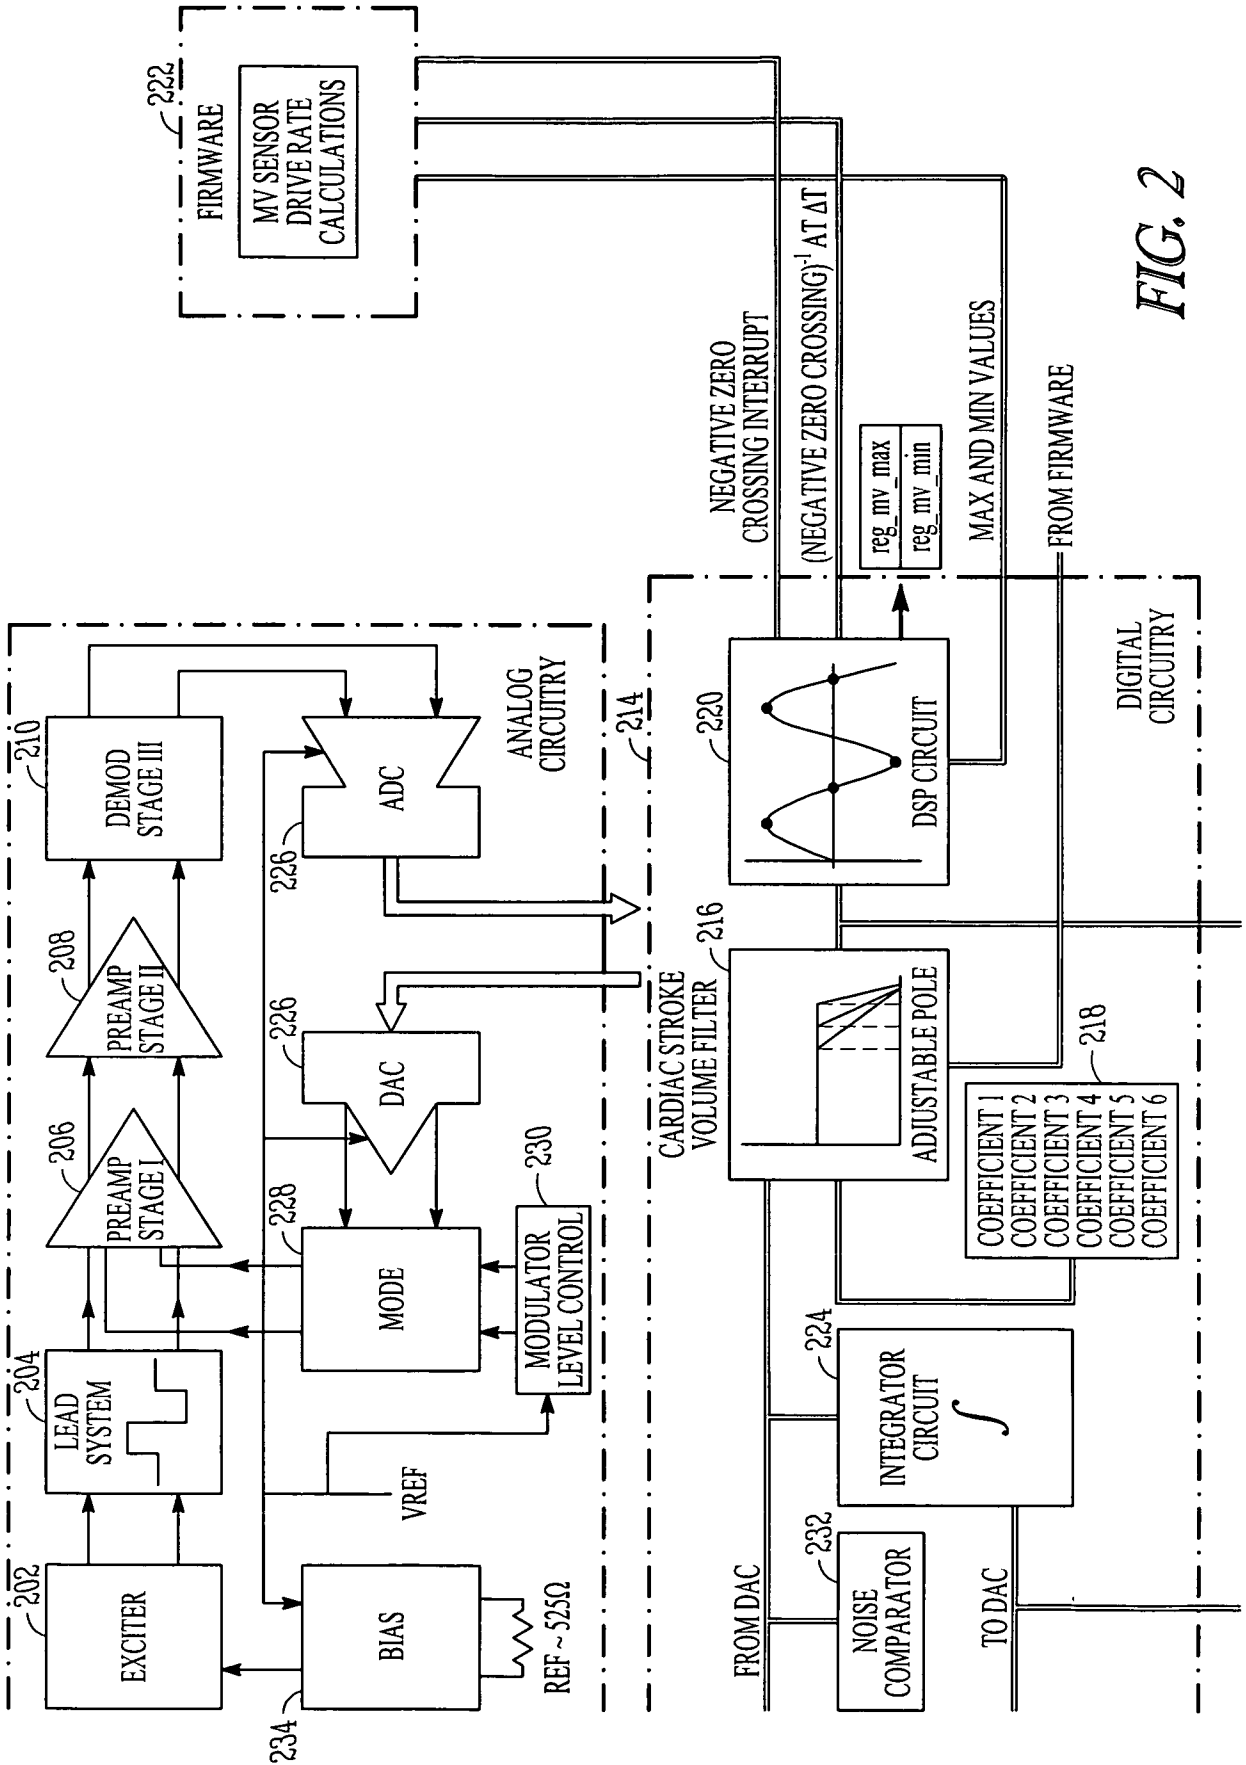 202
EXCITER
204
LEAD
SYSTEM
206
PREAMP
STAGE I
208
PREAMP
STAGE II
210
DEMOD
STAGE III
234
BIAS
REF ~ 525Ω
VREF
228
MODE
230
MODULATOR
LEVEL CONTROL
226
DAC
226
ADC
ANALOG
CIRCUITRY
222
FIRMWARE
MV SENSOR
DRIVE RATE
CALCULATIONS
214
FROM DAC
232
NOISE
COMPARATOR
TO DAC
224
INTEGRATOR
CIRCUIT
∫
CARDIAC STROKE
VOLUME FILTER
216
ADJUSTABLE POLE
218
COEFFICIENT 1
COEFFICIENT 2
COEFFICIENT 3
COEFFICIENT 4
COEFFICIENT 5
COEFFICIENT 6
220
DSP CIRCUIT
DIGITAL
CIRCUITRY
NEGATIVE ZERO
CROSSING INTERRUPT
(NEGATIVE ZERO CROSSING)⁻¹ AT ΔT
reg_mv_max
reg_mv_min
MAX AND MIN VALUES
FROM FIRMWARE
FIG. 2